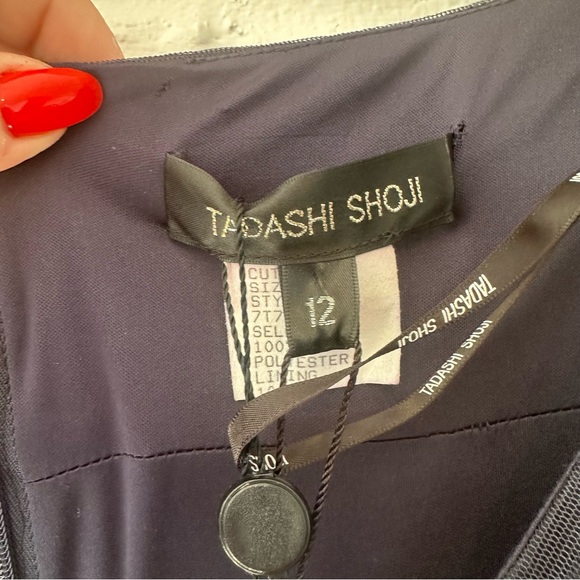 TADASHI SHOJI
CUT
SIZ
STY
7T7
SEL
100
POLYESTER
LINING
12
TADASHI SHOJI
TADASHI SHOJI